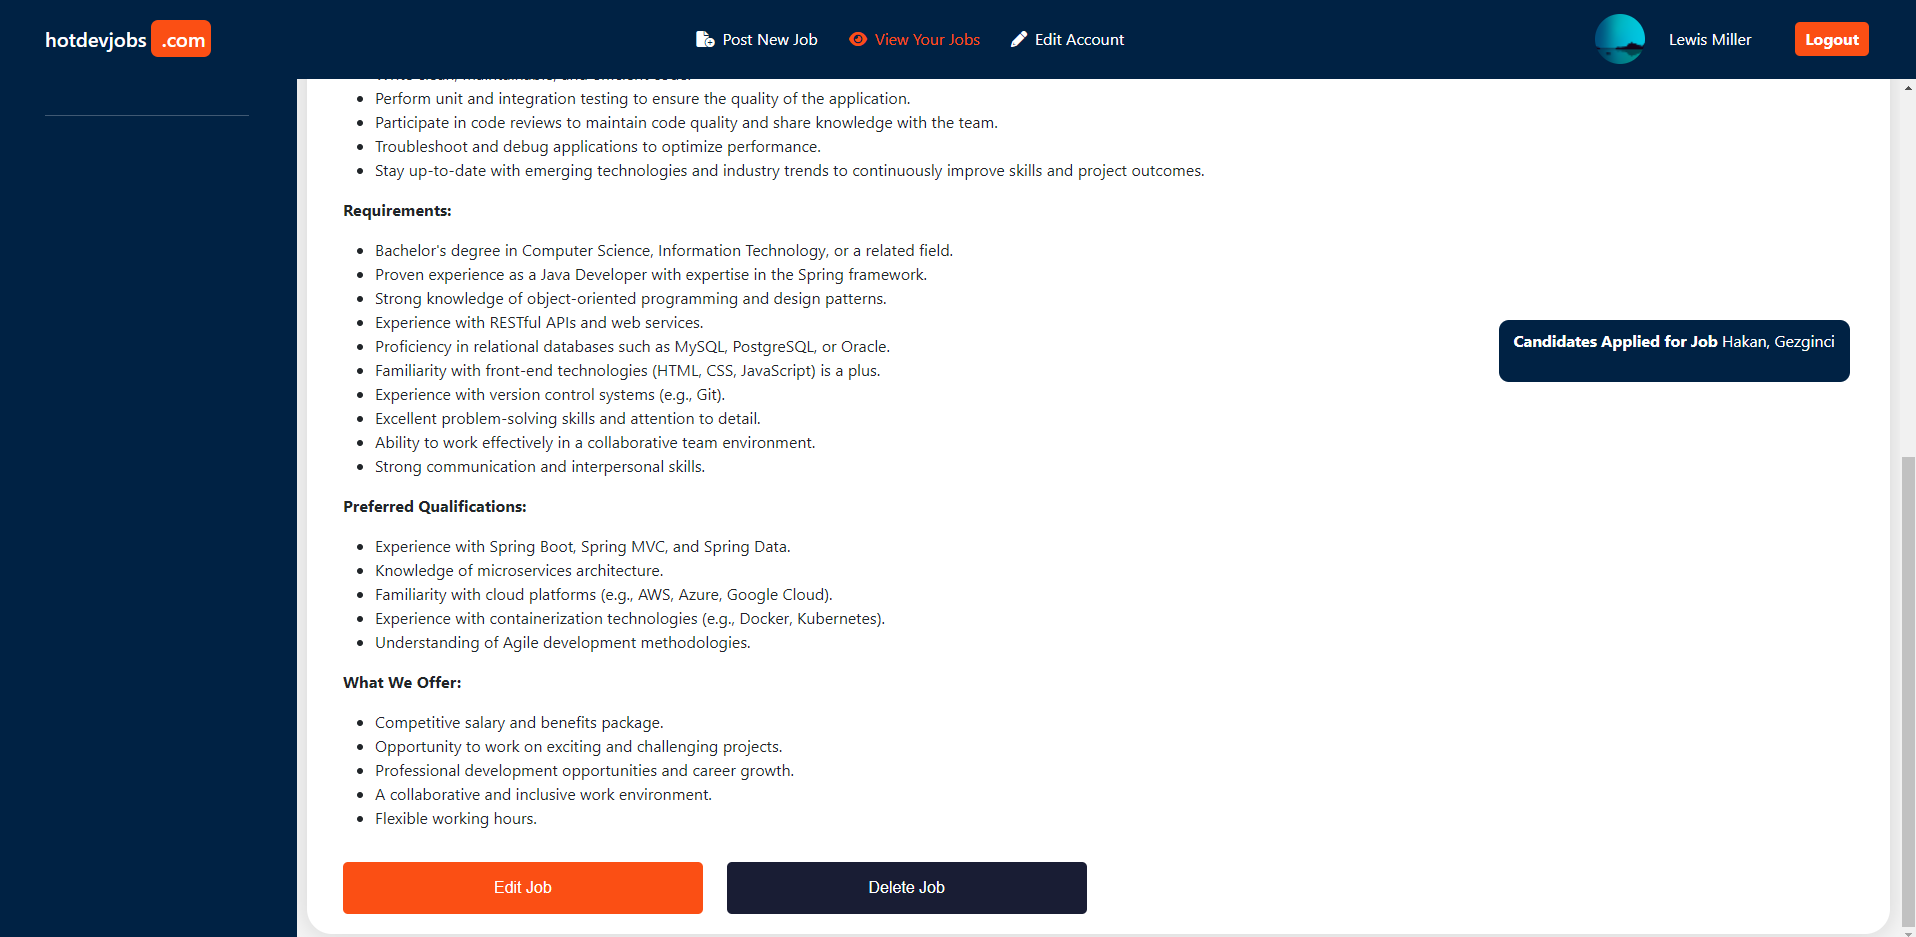 hotdevjobs .com
Post New Job
View Your Jobs
Edit Account
Lewis Miller
Logout
Write clean, maintainable, and efficient code.
Perform unit and integration testing to ensure the quality of the application.
Participate in code reviews to maintain code quality and share knowledge with the team.
Troubleshoot and debug applications to optimize performance.
Stay up-to-date with emerging technologies and industry trends to continuously improve skills and project outcomes.
Requirements:
Bachelor's degree in Computer Science, Information Technology, or a related field.
Proven experience as a Java Developer with expertise in the Spring framework.
Strong knowledge of object-oriented programming and design patterns.
Experience with RESTful APIs and web services.
Proficiency in relational databases such as MySQL, PostgreSQL, or Oracle.
Familiarity with front-end technologies (HTML, CSS, JavaScript) is a plus.
Experience with version control systems (e.g., Git).
Excellent problem-solving skills and attention to detail.
Ability to work effectively in a collaborative team environment.
Strong communication and interpersonal skills.
Candidates Applied for Job Hakan, Gezginci
Preferred Qualifications:
Experience with Spring Boot, Spring MVC, and Spring Data.
Knowledge of microservices architecture.
Familiarity with cloud platforms (e.g., AWS, Azure, Google Cloud).
Experience with containerization technologies (e.g., Docker, Kubernetes).
Understanding of Agile development methodologies.
What We Offer:
Competitive salary and benefits package.
Opportunity to work on exciting and challenging projects.
Professional development opportunities and career growth.
A collaborative and inclusive work environment.
Flexible working hours.
Edit Job
Delete Job